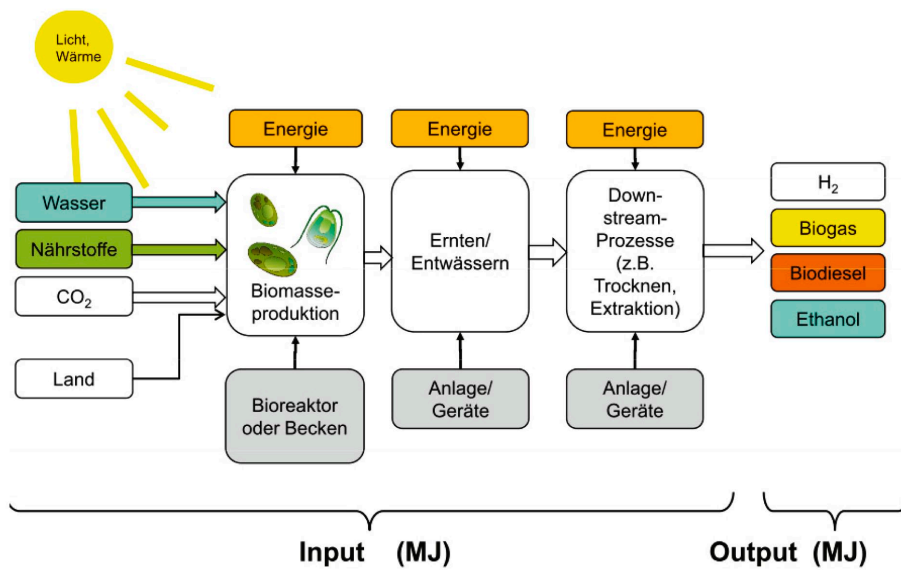 Licht,
Wärme
Energie
Energie
Energie
Wasser
Nährstoffe
CO₂
Land
Biomasse-
produktion
Ernten/
Entwässern
Down-
stream-
Prozesse
(z.B.
Trocknen,
Extraktion)
H₂
Biogas
Biodiesel
Ethanol
Bioreaktor
oder Becken
Anlage/
Geräte
Anlage/
Geräte
Input (MJ)
Output (MJ)